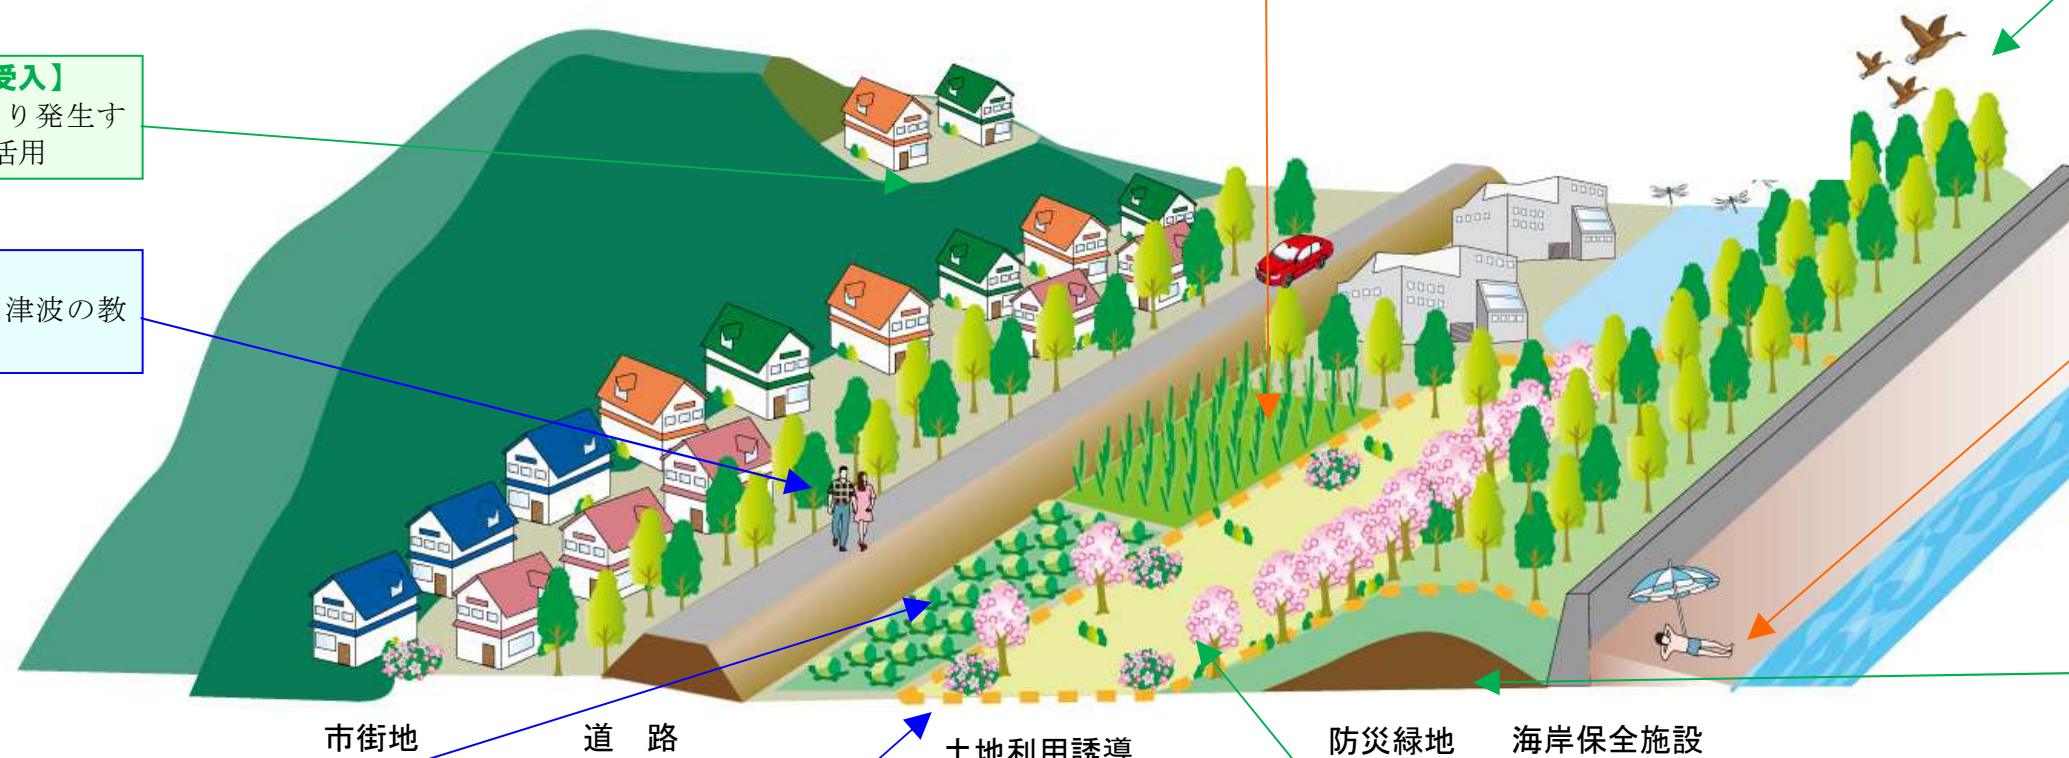 受入】
り発生す
活用
津波の教
市街地
道　路
土地利用誘導
防災緑地
海岸保全施設